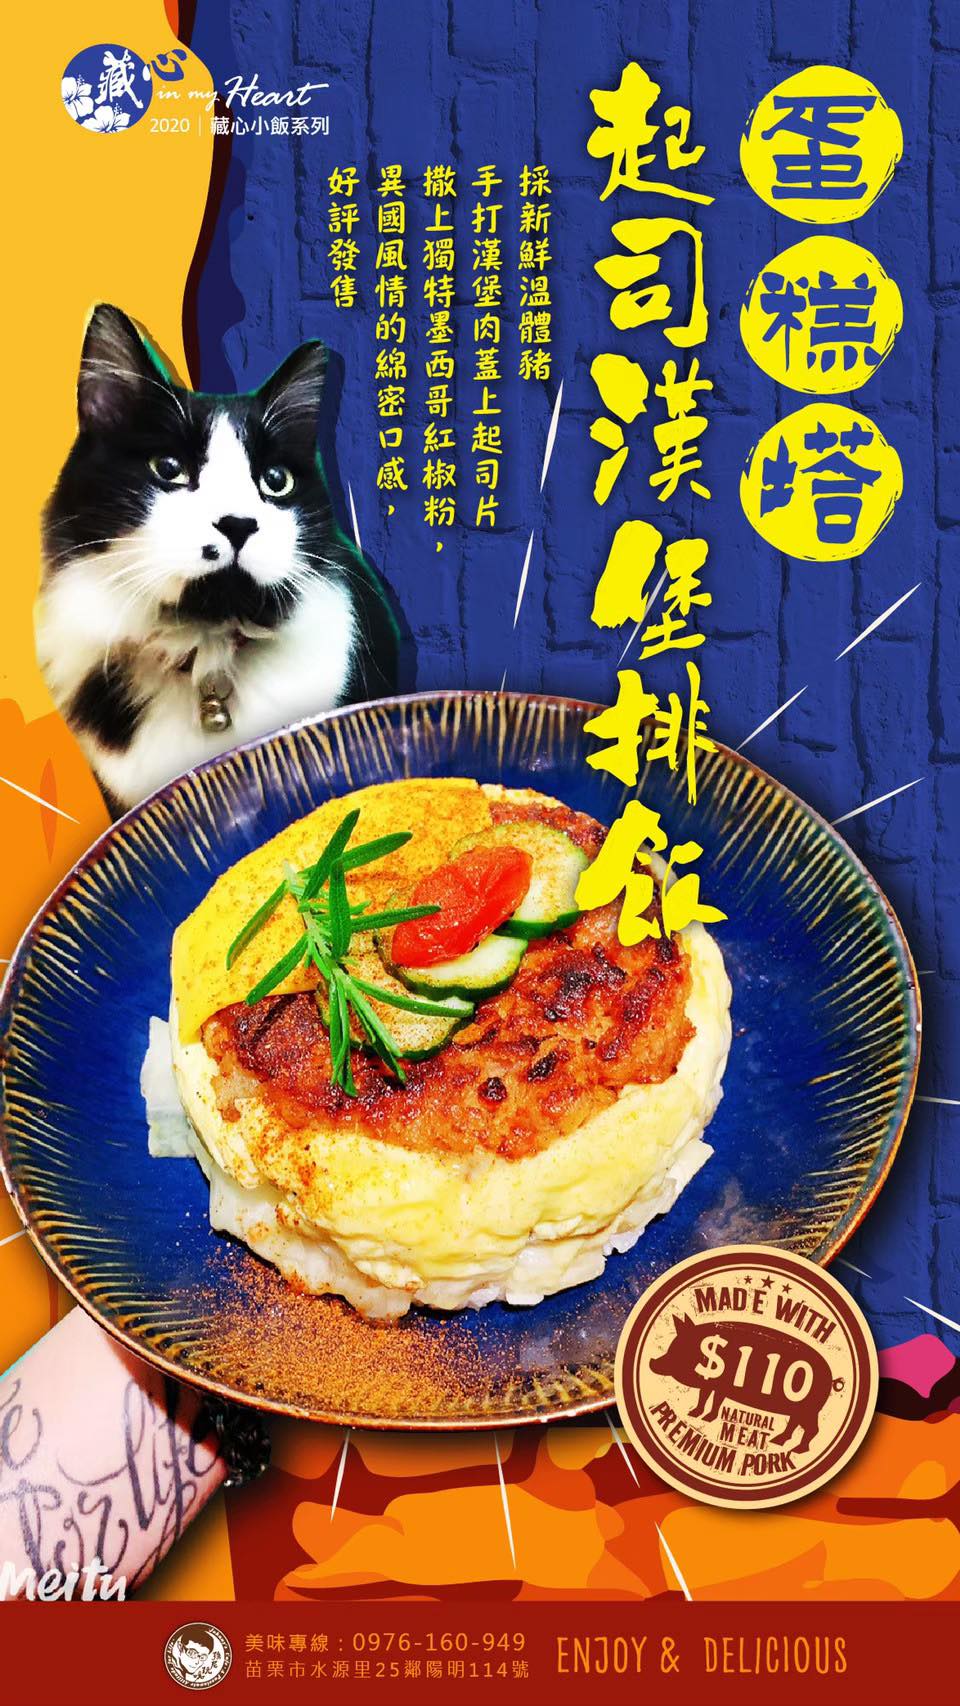 藏心
in my Heart
2020｜藏心小飯系列
蛋糕塔
起司漢堡排飯
採新鮮溫體豬
手打漢堡肉蓋上起司片
撒上獨特墨西哥紅椒粉，
異國風情的綿密口感，
好評發售
MADE WITH
$110
NATURAL
MEAT
PREMIUM PORK
for life
Meitu
美味專線：0976-160-949
苗栗市水源里25鄰陽明114號
ENJOY & DELICIOUS